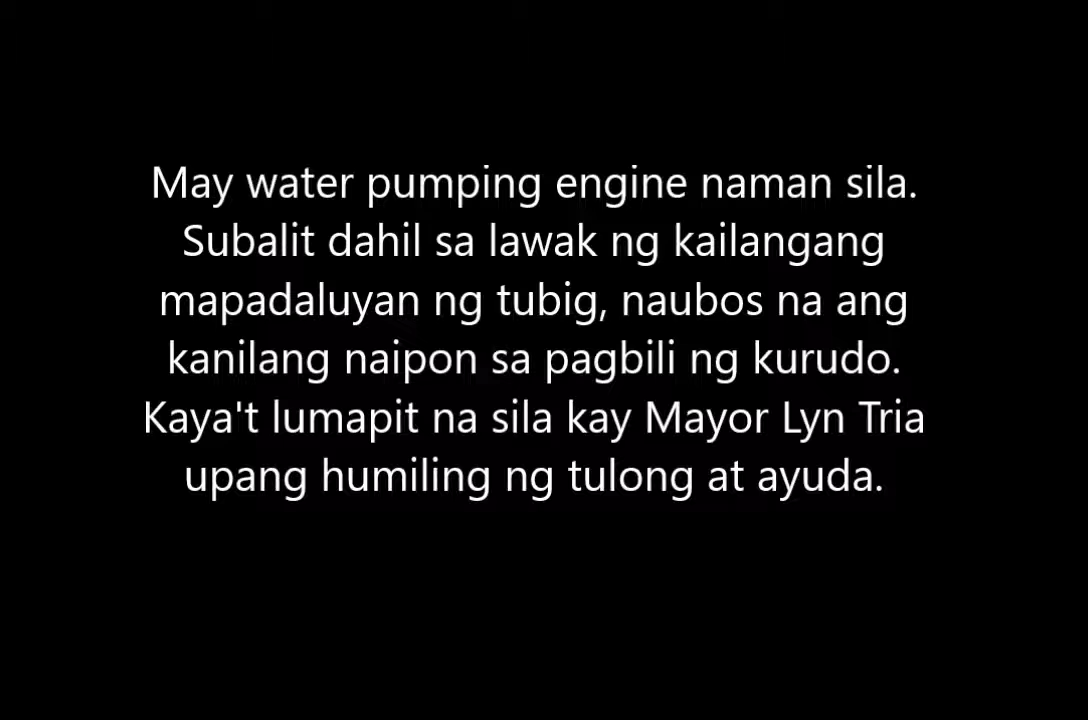 May water pumping engine naman sila.
Subalit dahil sa lawak ng kailangang
mapadaluyan ng tubig, naubos na ang
kanilang naipon sa pagbili ng kurudo.
Kaya't lumapit na sila kay Mayor Lyn Tria
upang humiling ng tulong at ayuda.